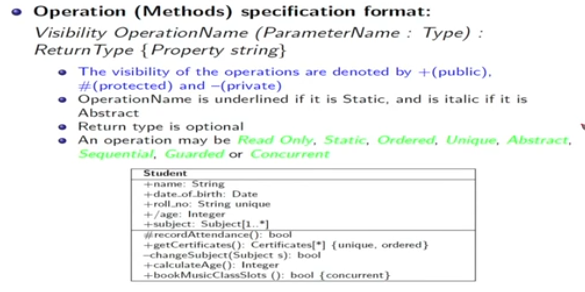 Operation (Methods) specification format:
Visibility OperationName (ParameterName : Type) :
ReturnType {Property string}
The visibility of the operations are denoted by +(public),
#(protected) and –(private)
OperationName is underlined if it is Static, and is italic if it is
Abstract
Return type is optional
An operation may be Read Only, Static, Ordered, Unique, Abstract,
Sequential, Guarded or Concurrent
Student
+name: String
+date_of_birth: Date
+roll_no: String unique
+/age: Integer
+subject: Subject[1..*]
#recordAttendance(): bool
+getCertificates(): Certificates[*] {unique, ordered}
–changeSubject(Subject s): bool
+calculateAge(): Integer
+bookMusicClassSlots (): bool {concurrent}